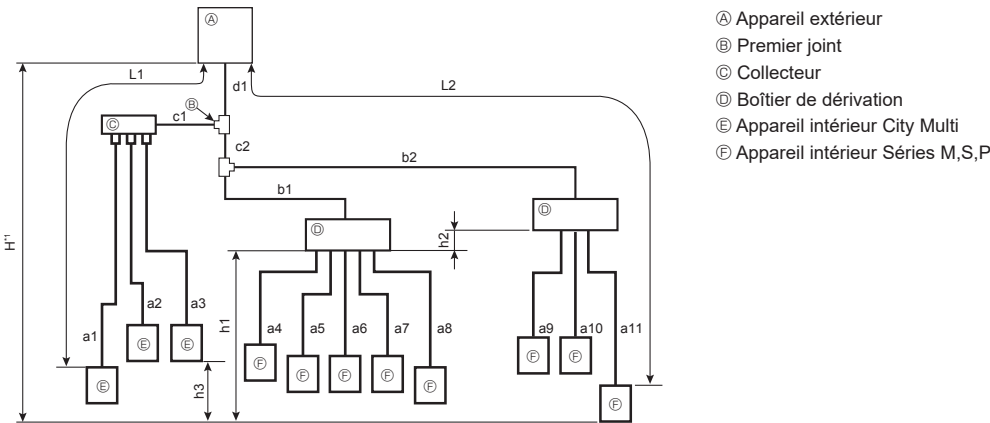 Ⓐ
Ⓐ Appareil extérieur
Ⓑ Premier joint
Ⓒ Collecteur
Ⓓ Boîtier de dérivation
Ⓔ Appareil intérieur City Multi
Ⓕ Appareil intérieur Séries M,S,P
L1
d1
L2
Ⓑ
c1
Ⓒ
c2
b2
b1
Ⓓ
Ⓓ
h2
H*1
a1
a2
a3
h1
a4
a5
a6
a7
a8
a9
a10
a11
Ⓔ
Ⓔ
Ⓔ
h3
Ⓕ
Ⓕ
Ⓕ
Ⓕ
Ⓕ
Ⓕ
Ⓕ
Ⓕ